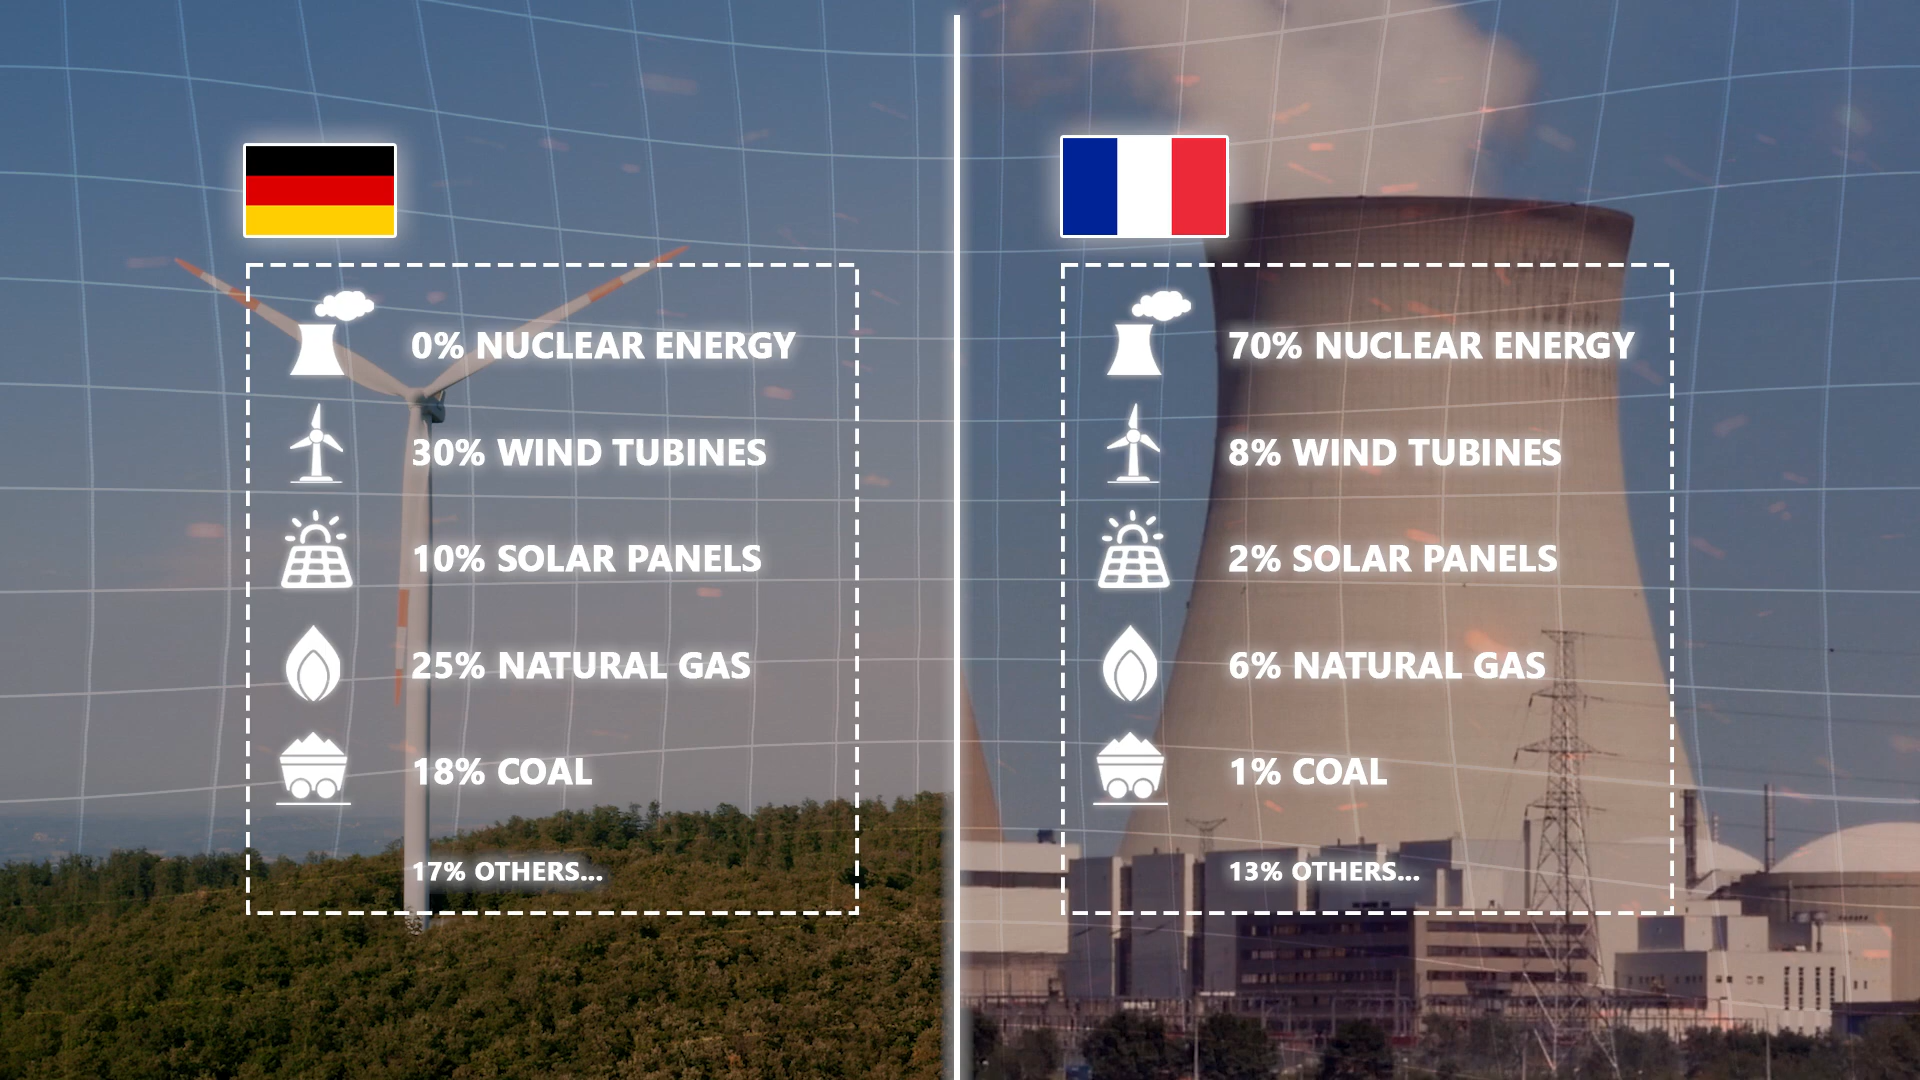 0% NUCLEAR ENERGY
30% WIND TUBINES
10% SOLAR PANELS
25% NATURAL GAS
18% COAL
17% OTHERS...
70% NUCLEAR ENERGY
8% WIND TUBINES
2% SOLAR PANELS
6% NATURAL GAS
1% COAL
13% OTHERS...